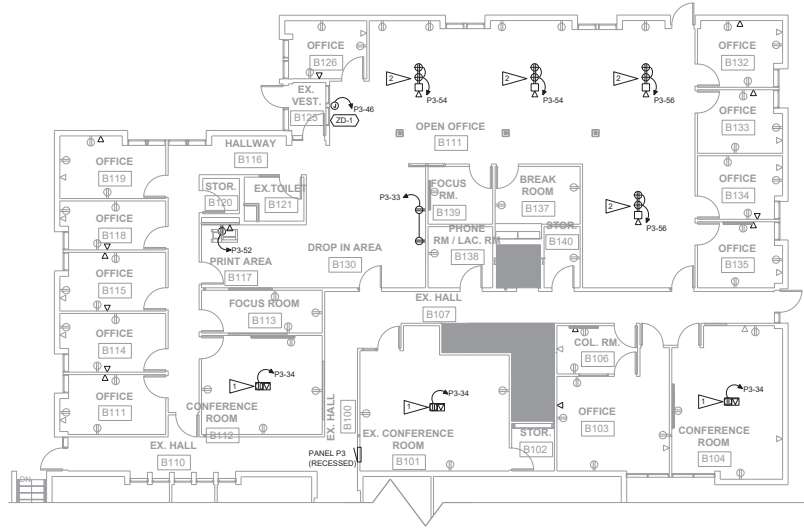 OFFICE
B126
2
P3-54
2
P3-54
2
P3-56
OFFICE
B132
EX.
VEST.
B125
P3-46
ZD-1
OPEN OFFICE
B111
OFFICE
B133
HALLWAY
B116
OFFICE
B119
STOR.
B120
EX.TOILET
B121
FOCUS
RM.
B139
BREAK
ROOM
B137
OFFICE
B134
P3-33
2
P3-56
OFFICE
B118
PHONE
RM / LAC. RM
B138
STOR.
B140
P3-52
PRINT AREA
B117
DROP IN AREA
B130
OFFICE
B135
OFFICE
B115
FOCUS ROOM
B113
EX. HALL
B107
OFFICE
B114
COL. RM.
B106
1
P3-34
1
P3-34
1
P3-34
OFFICE
B111
CONFERENCE
ROOM
B112
EX. HALL
B100
EX. CONFERENCE
ROOM
B101
OFFICE
B103
STOR.
B102
CONFERENCE
ROOM
B104
EX. HALL
B110
PANEL P3
(RECESSED)
DN